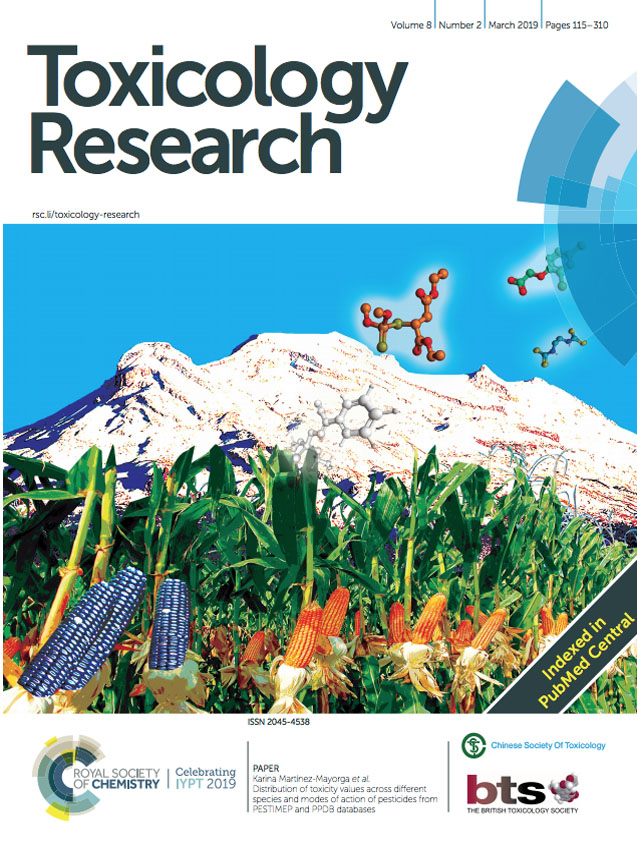 Volume 8 | Number 2 | March 2019 | Pages 115–310
Toxicology
Research
rsc.li/toxicology-research
Indexed in
PubMed Central
ISSN 2045-4538
ROYAL SOCIETY
OF CHEMISTRY
Celebrating
IYPT 2019
PAPER
Karina Martínez-Mayorga et al.
Distribution of toxicity values across different
species and modes of action of pesticides from
PESTIMEP and PPDB databases
Chinese Society Of Toxicology
bts
THE BRITISH TOXICOLOGY SOCIETY